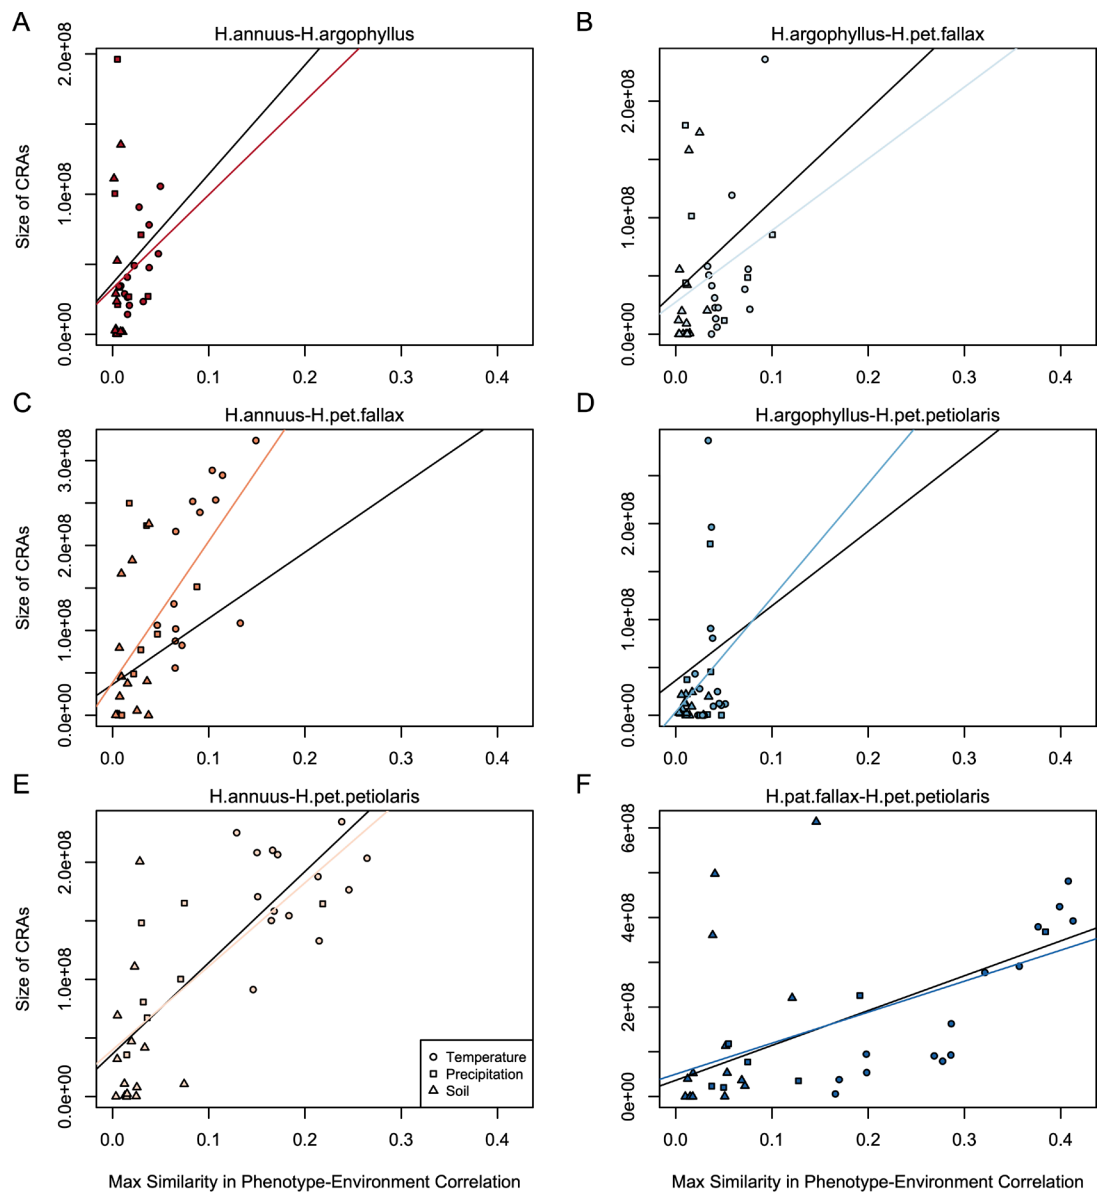 A
H.annuus-H.argophyllus
Size of CRAs
0.0e+00 1.0e+08 2.0e+08
0.0 0.1 0.2 0.3 0.4
B
H.argophyllus-H.pet.fallax
0.0e+00 1.0e+08 2.0e+08
0.0 0.1 0.2 0.3 0.4
C
H.annuus-H.pet.fallax
Size of CRAs
0.0e+00 1.0e+08 2.0e+08 3.0e+08
0.0 0.1 0.2 0.3 0.4
D
H.argophyllus-H.pet.petiolaris
0.0e+00 1.0e+08 2.0e+08
0.0 0.1 0.2 0.3 0.4
E
H.annuus-H.pet.petiolaris
Size of CRAs
0.0e+00 1.0e+08 2.0e+08
Temperature
Precipitation
Soil
0.0 0.1 0.2 0.3 0.4
Max Similarity in Phenotype-Environment Correlation
F
H.pat.fallax-H.pet.petiolaris
0e+00 2e+08 4e+08 6e+08
0.0 0.1 0.2 0.3 0.4
Max Similarity in Phenotype-Environment Correlation